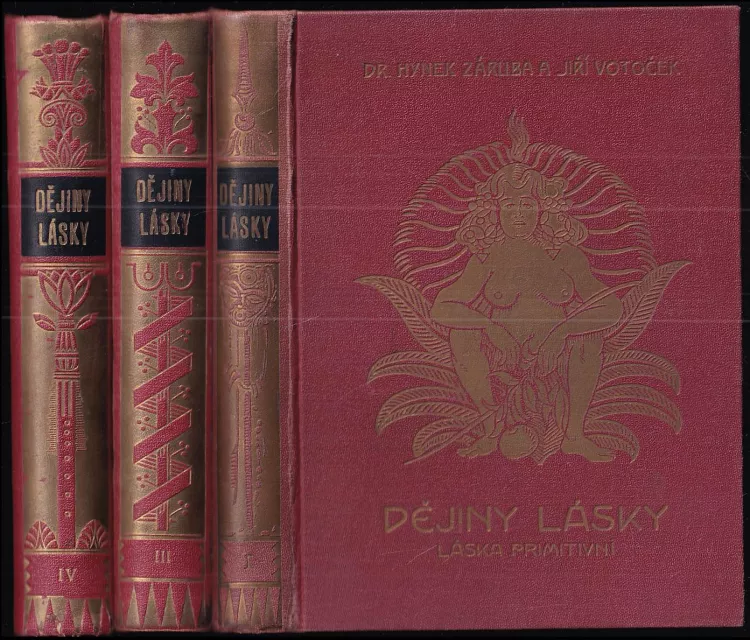 DĚJINY
LÁSKY
IV
DĚJINY
LÁSKY
III
DĚJINY
LÁSKY
I.
DR. HYNEK ZÁRUBA A JIŘÍ VOTOČEK
DĚJINY LÁSKY
LÁSKA PRIMITIVNÍ